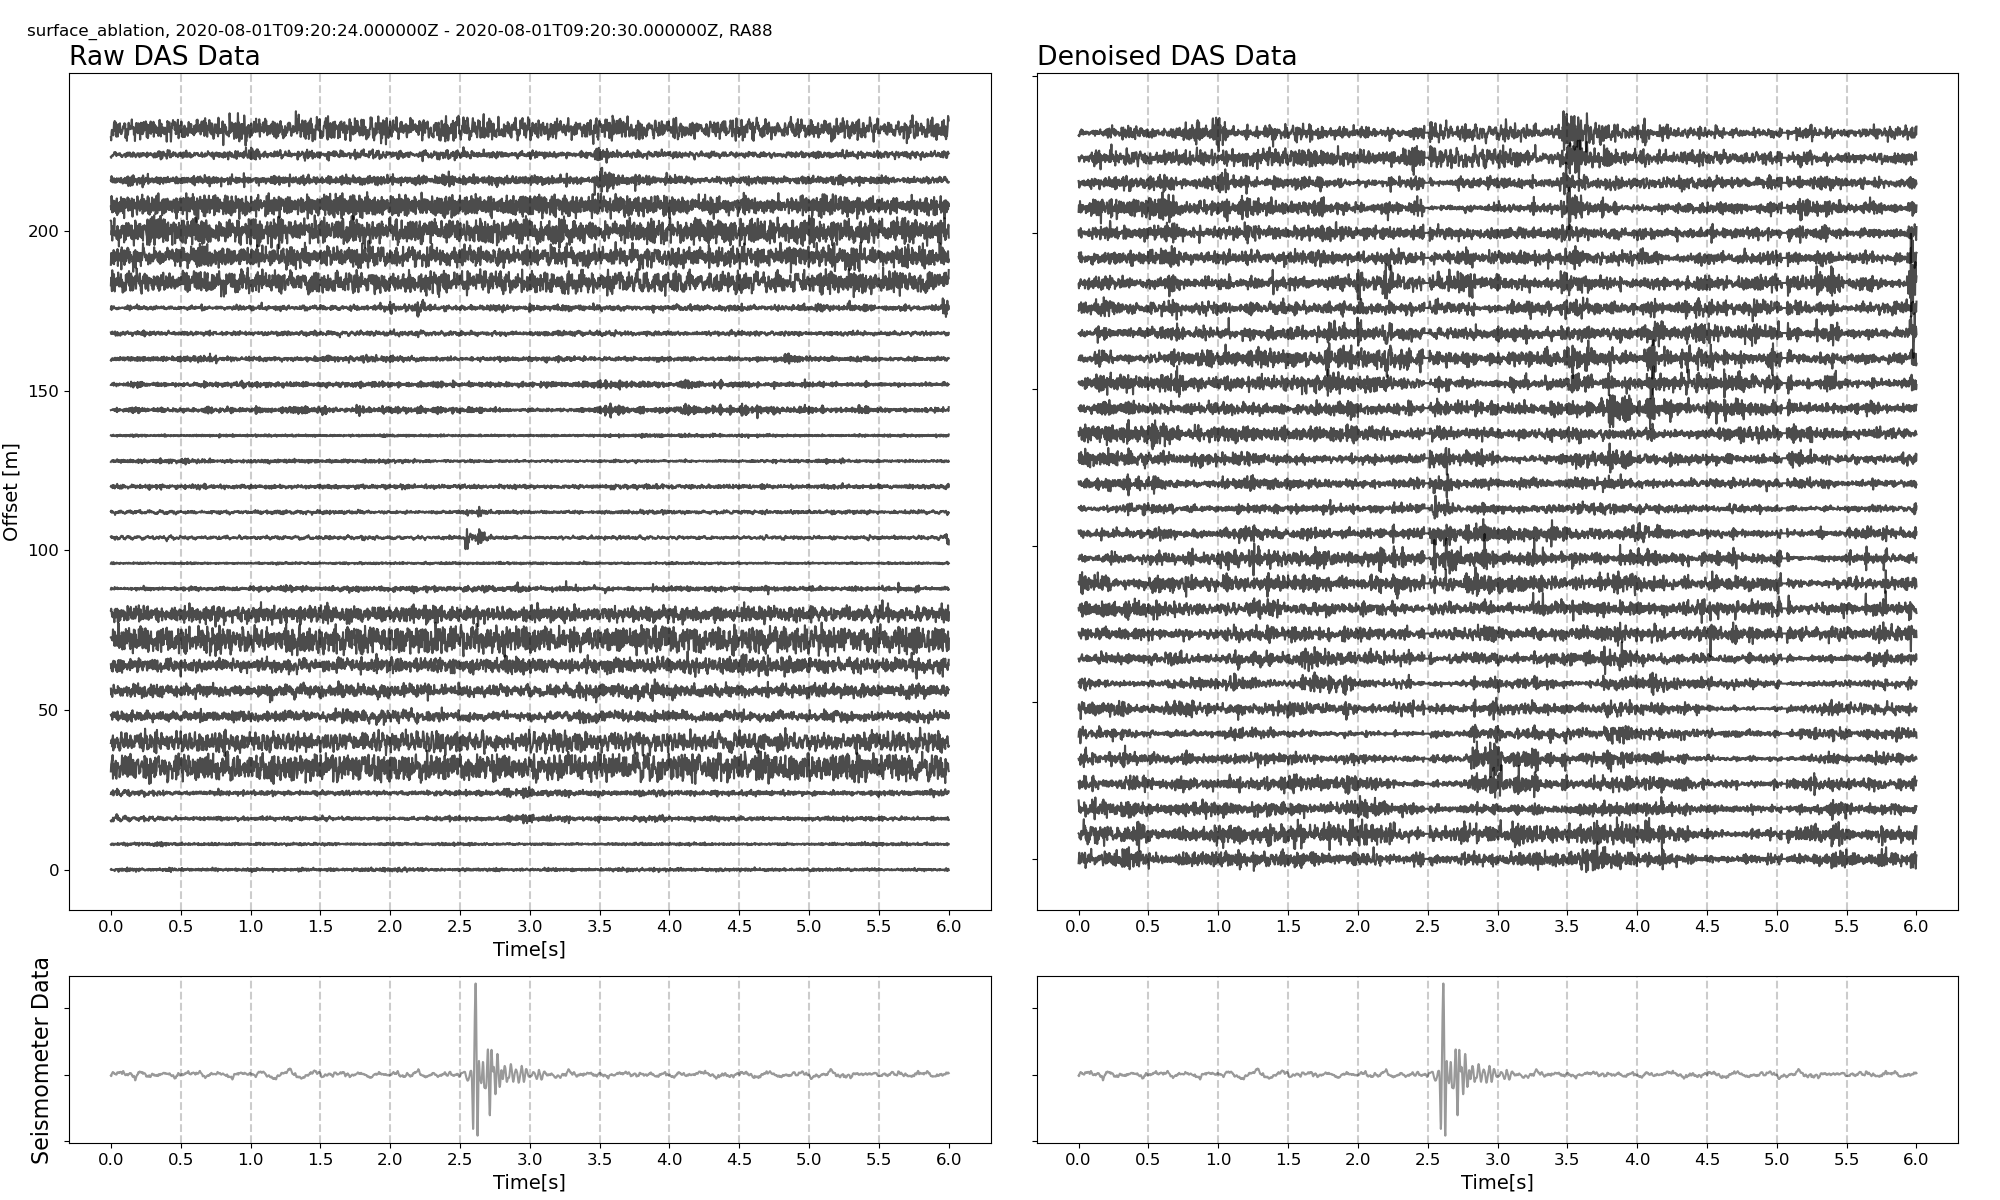 surface_ablation, 2020-08-01T09:20:24.000000Z - 2020-08-01T09:20:30.000000Z, RA88
Raw DAS Data
Denoised DAS Data
Offset [m]
200
150
100
50
0
0.0 0.5 1.0 1.5 2.0 2.5 3.0 3.5 4.0 4.5 5.0 5.5 6.0
Time[s]
0.0 0.5 1.0 1.5 2.0 2.5 3.0 3.5 4.0 4.5 5.0 5.5 6.0
Seismometer Data
0.0 0.5 1.0 1.5 2.0 2.5 3.0 3.5 4.0 4.5 5.0 5.5 6.0
Time[s]
0.0 0.5 1.0 1.5 2.0 2.5 3.0 3.5 4.0 4.5 5.0 5.5 6.0
Time[s]